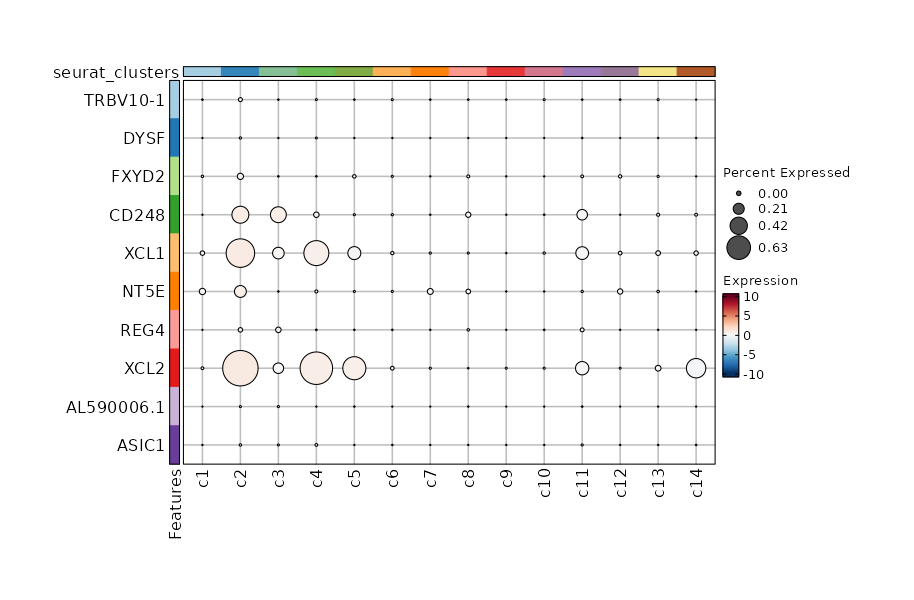 seurat_clusters
TRBV10-1
DYSF
FXYD2
CD248
XCL1
NT5E
REG4
XCL2
AL590006.1
ASIC1
Features
c1 c2 c3 c4 c5 c6 c7 c8 c9 c10 c11 c12 c13 c14
Percent Expressed
0.00
0.21
0.42
0.63
Expression
10
5
0
-5
-10